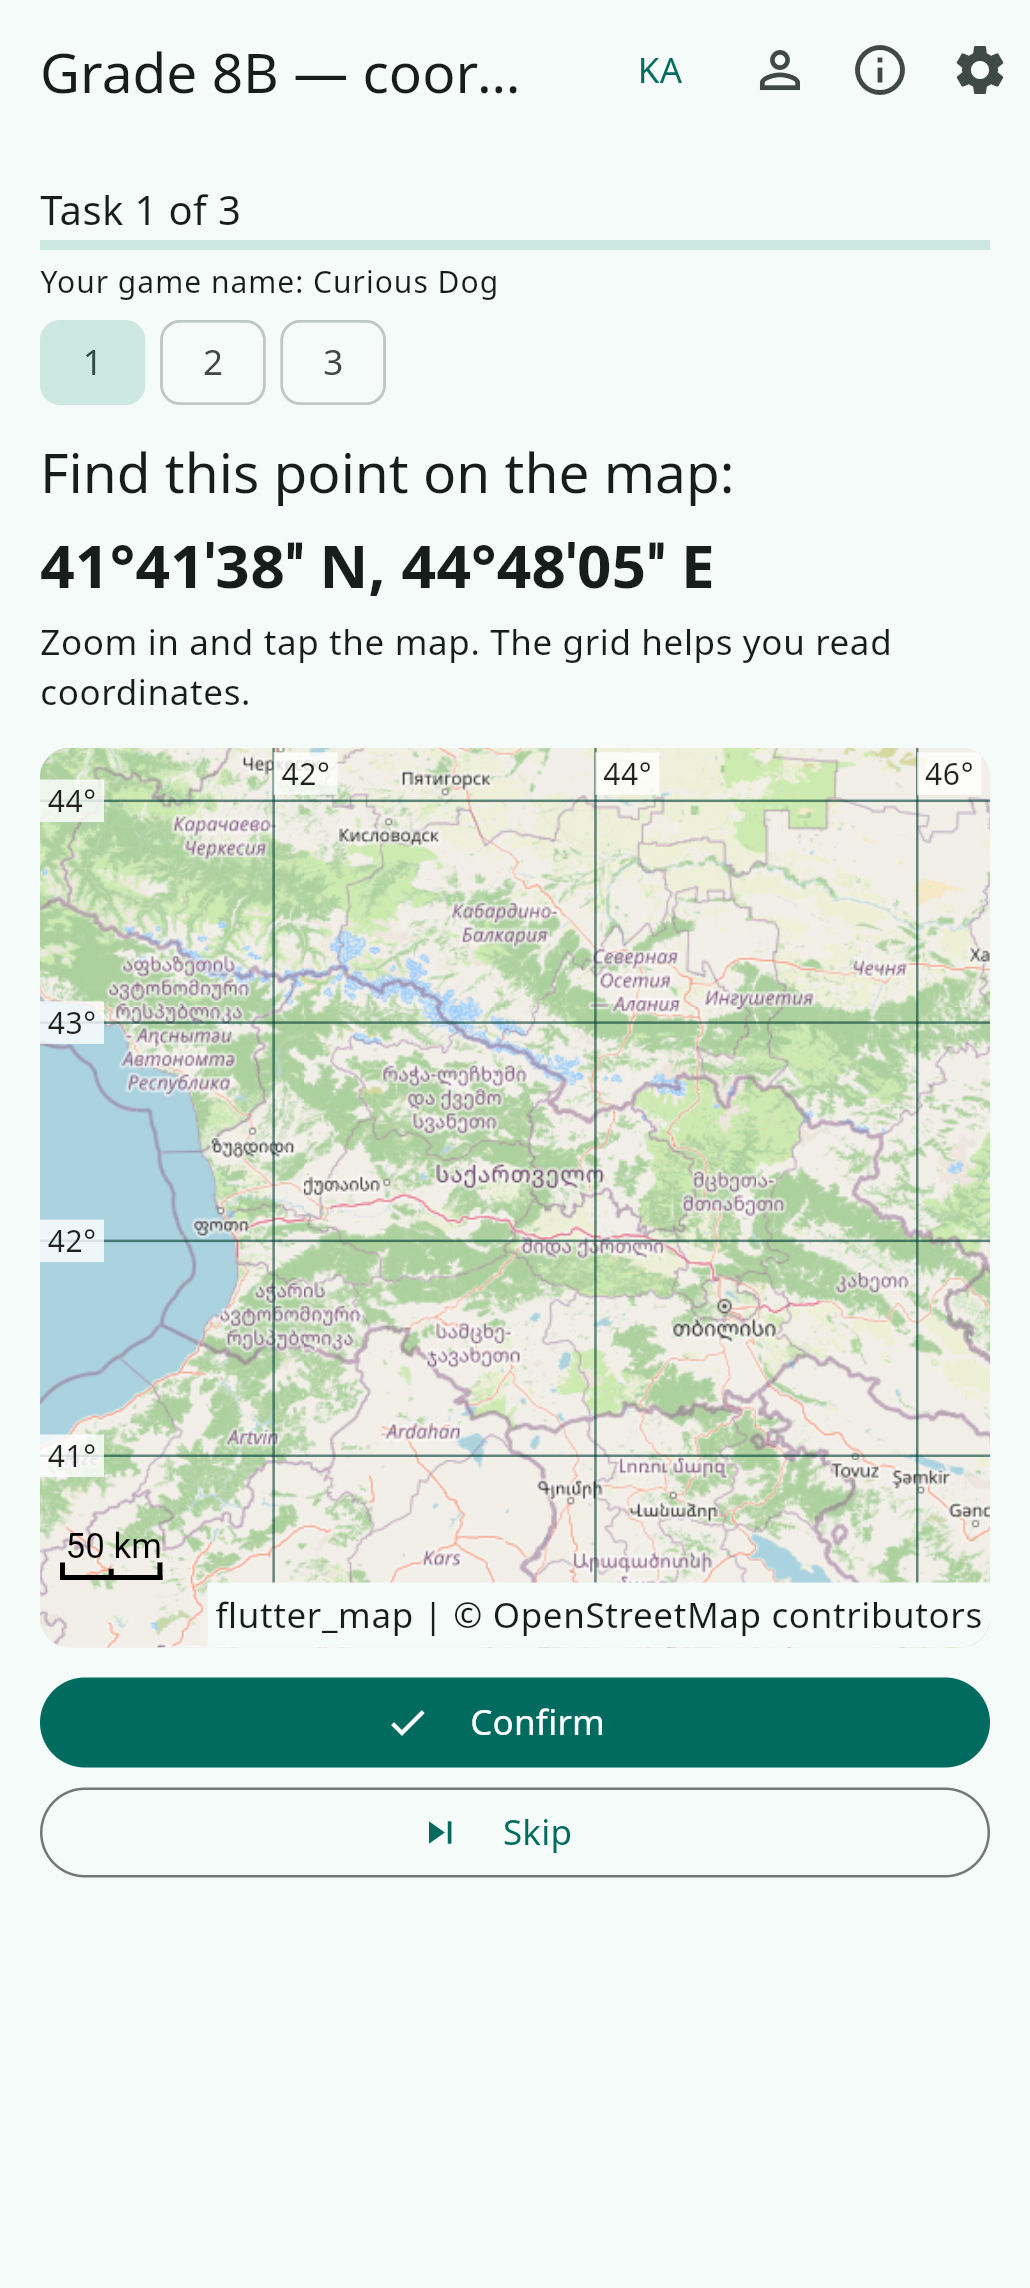 Grade 8B — coor...
KA
Task 1 of 3
Your game name: Curious Dog
1
2
3
Find this point on the map:
41°41'38" N, 44°48'05" E
Zoom in and tap the map. The grid helps you read
coordinates.
42°
44°
46°
Пятигорск
44°
Карачаево-
Черкесия
Кисловодск
Кабардино-
Балкария
Северная
Осетия
— Алания
Ингушетия
Чечня
აფხაზეთის
ავტონომიური
რესპუბლიკა
- Аԥсныṭәи
Автономтә
Республика
43°
რაჭა-ლეჩხუმი
და ქვემო
სვანეთი
ზუგდიდი
ქუთაისი
საქართველო
მცხეთა-
მთიანეთი
ფოთი
42°
შიდა ქართლი
კახეთი
აჭარის
ავტონომიური
რესპუბლიკა
სამცხე-
ჯავახეთი
თბილისი
Artvin
Ardahan
41°
Լոռու մարզ
Tovuz
Şəmkir
Գյումրի
Վանաձոր
Gənc
50 km
Kars
Արագածոտնի
flutter_map | © OpenStreetMap contributors
Confirm
Skip